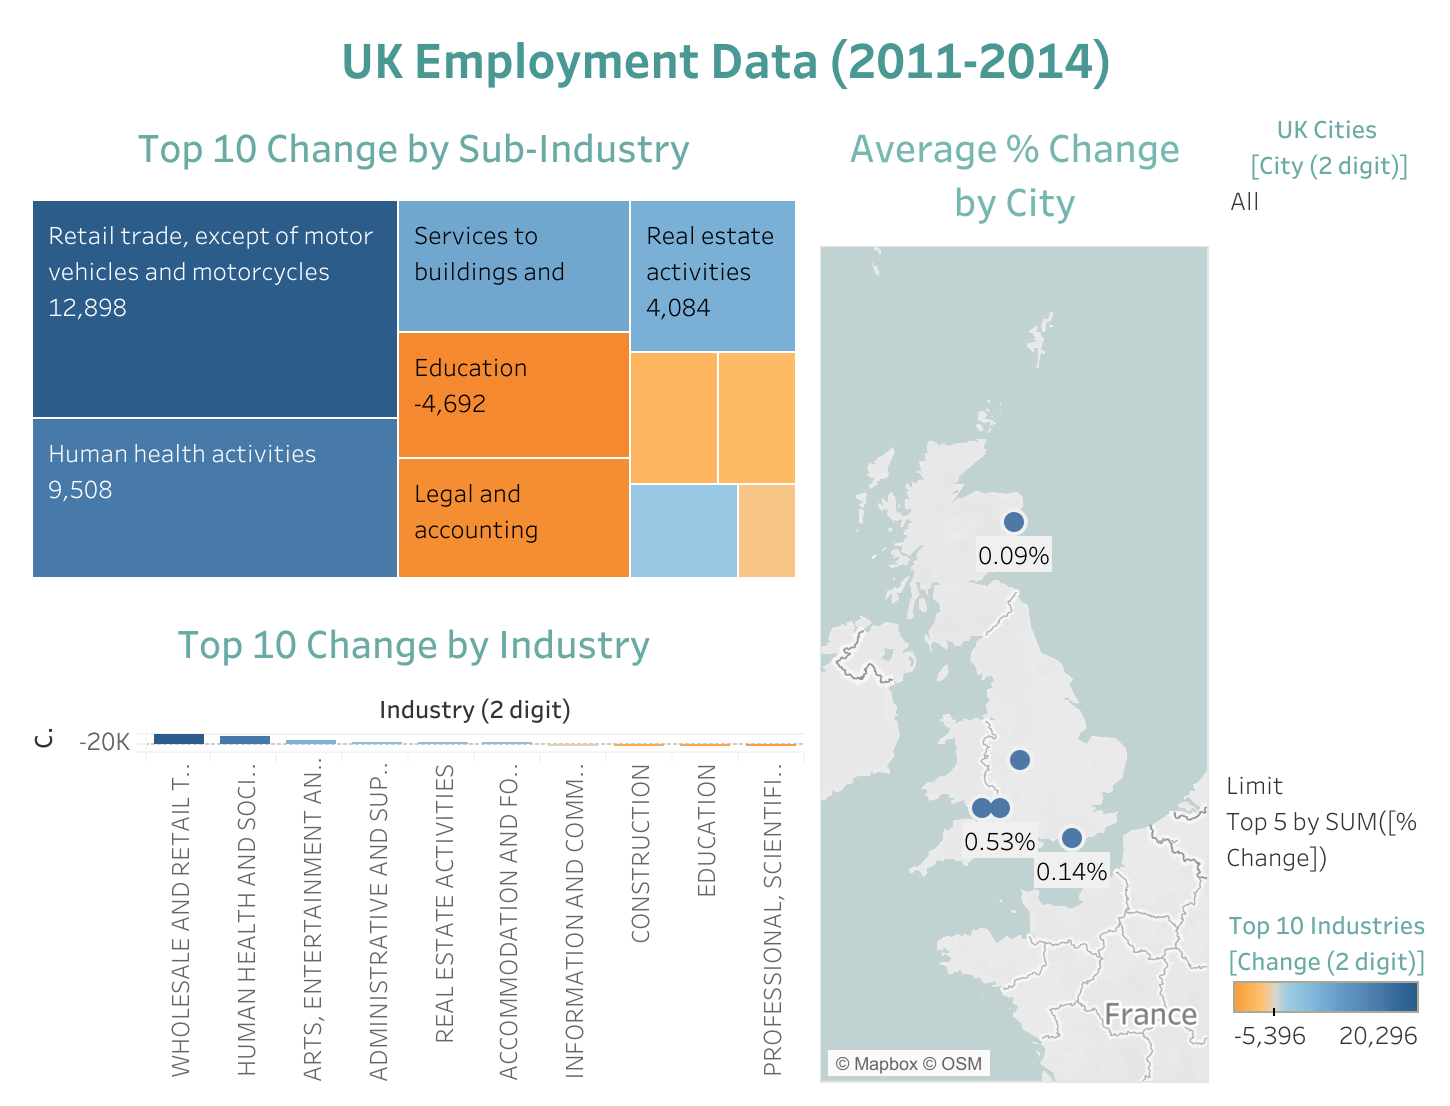 UK Employment Data (2011-2014)
Top 10 Change by Sub-Industry
Retail trade, except of motor
vehicles and motorcycles
12,898
Human health activities
9,508
Services to
buildings and
Education
-4,692
Legal and
accounting
Real estate
activities
4,084
Top 10 Change by Industry
Industry (2 digit)
C.
-20K
WHOLESALE AND RETAIL T..
HUMAN HEALTH AND SOCI..
ARTS, ENTERTAINMENT AN..
ADMINISTRATIVE AND SUP..
REAL ESTATE ACTIVITIES
ACCOMMODATION AND FO..
INFORMATION AND COMM..
CONSTRUCTION
EDUCATION
PROFESSIONAL, SCIENTIFI..
Average % Change
by City
0.09%
0.53%
0.14%
France
© Mapbox © OSM
UK Cities
[City (2 digit)]
All
Limit
Top 5 by SUM([%
Change])
Top 10 Industries
[Change (2 digit)]
-5,396
20,296